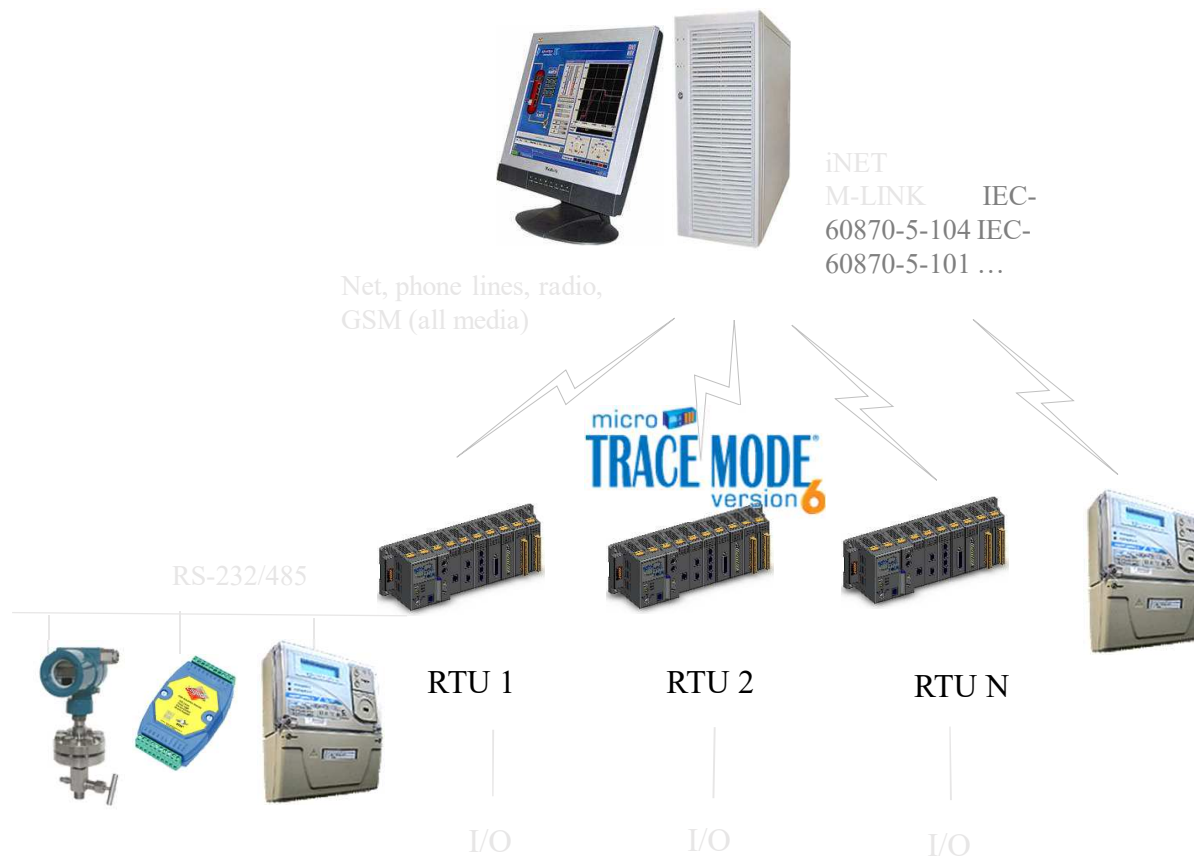 iNET
M-LINK IEC-
60870-5-104 IEC-
60870-5-101 …
Net, phone lines, radio,
GSM (all media)
micro
TRACE MODE®
version 6
RS-232/485
RTU 1
RTU 2
RTU N
I/O
I/O
I/O